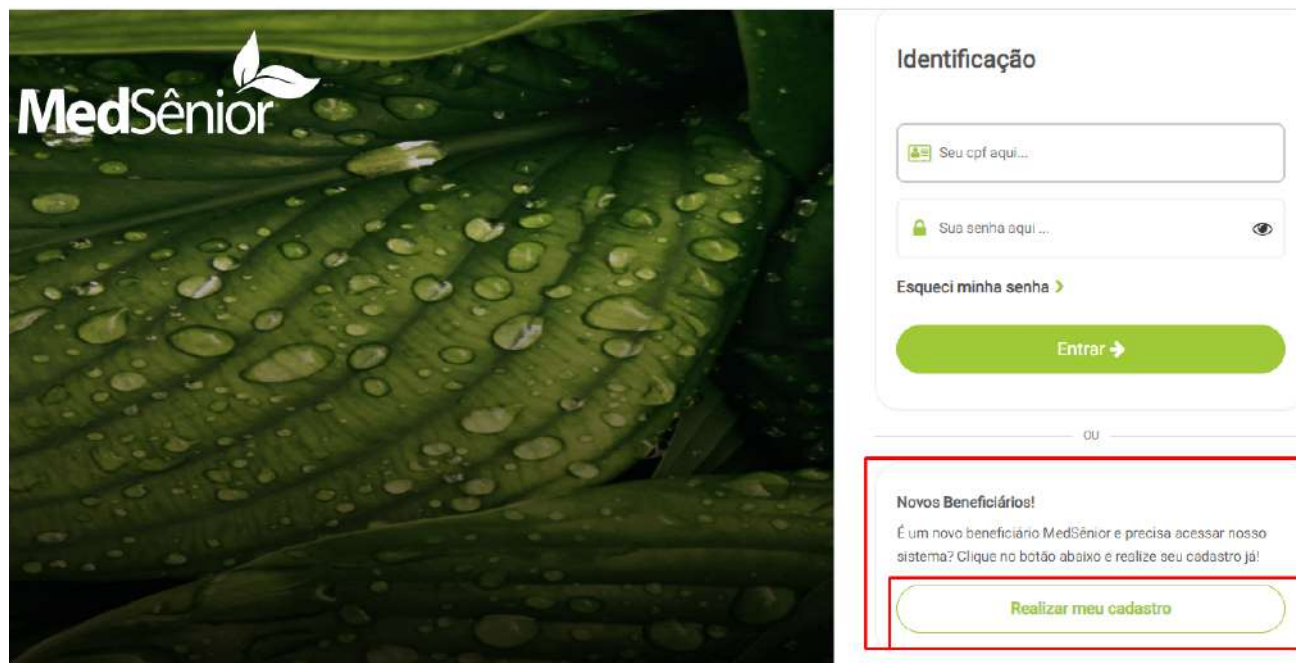 MedSênior
Identificação
Seu cpf aqui...
Sua senha aqui ...
Esqueci minha senha
Entrar
OU
Novos Beneficiários!
É um novo beneficiário MedSênior e precisa acessar nosso
sistema? Clique no botão abaixo e realize seu cadastro já!
Realizar meu cadastro